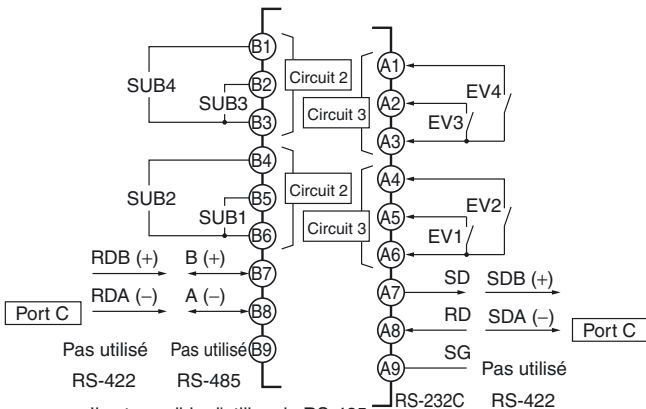 B1
SUB4
B2
SUB3
B3
Circuit 2
B4
SUB2
B5
SUB1
B6
Circuit 2
RDB (+) B (+)
B7
RDA (−) A (−)
B8
Port C
Pas utilisé Pas utilisé
B9
RS-422 RS-485
A1
EV4
A2
EV3
A3
Circuit 3
A4
EV2
A5
EV1
A6
Circuit 3
A7
SD SDB (+)
A8
RD SDA (−)
Port C
A9
SG Pas utilisé
RS-232C RS-422